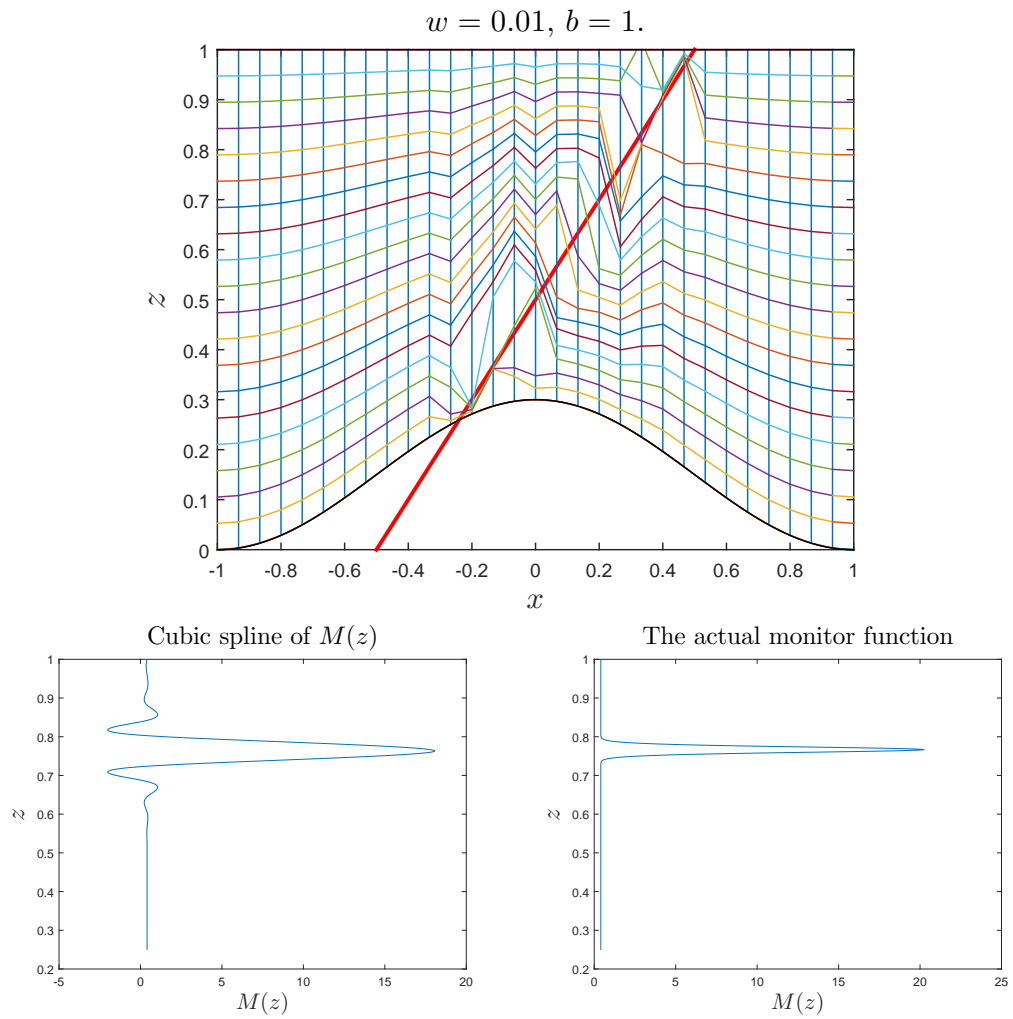 w = 0.01, b = 1.
1
0.9
0.8
0.7
0.6
0.5
0.4
0.3
0.2
0.1
0
z
-1 -0.8 -0.6 -0.4 -0.2 0 0.2 0.4 0.6 0.8 1
x
Cubic spline of M(z)
1
0.9
0.8
0.7
0.6
0.5
0.4
0.3
0.2
z
-5 0 5 10 15 20
M(z)
The actual monitor function
1
0.9
0.8
0.7
0.6
0.5
0.4
0.3
0.2
z
0 5 10 15 20 25
M(z)